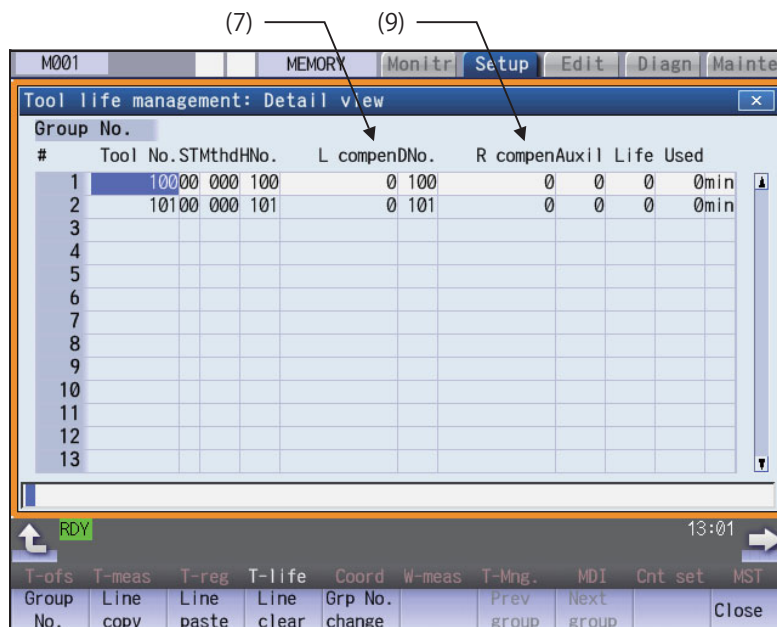 (7) (9)
M001 MEMORY Monitr Setup Edit Diagn Mainte
Tool life management: Detail view ×
Group No.
# Tool No.STMthdHNo. L compenDNo. R compenAuxil Life Used
1 10000 000 100 0 100 0 0 0 0min
2 10100 000 101 0 101 0 0 0 0min
3
4
5
6
7
8
9
10
11
12
13
RDY 13:01
T-ofs T-meas T-reg T-life Coord W-meas T-Mng. MDI Cnt set MST
Group No. Line copy Line paste Line clear Grp No. change Prev group Next group Close